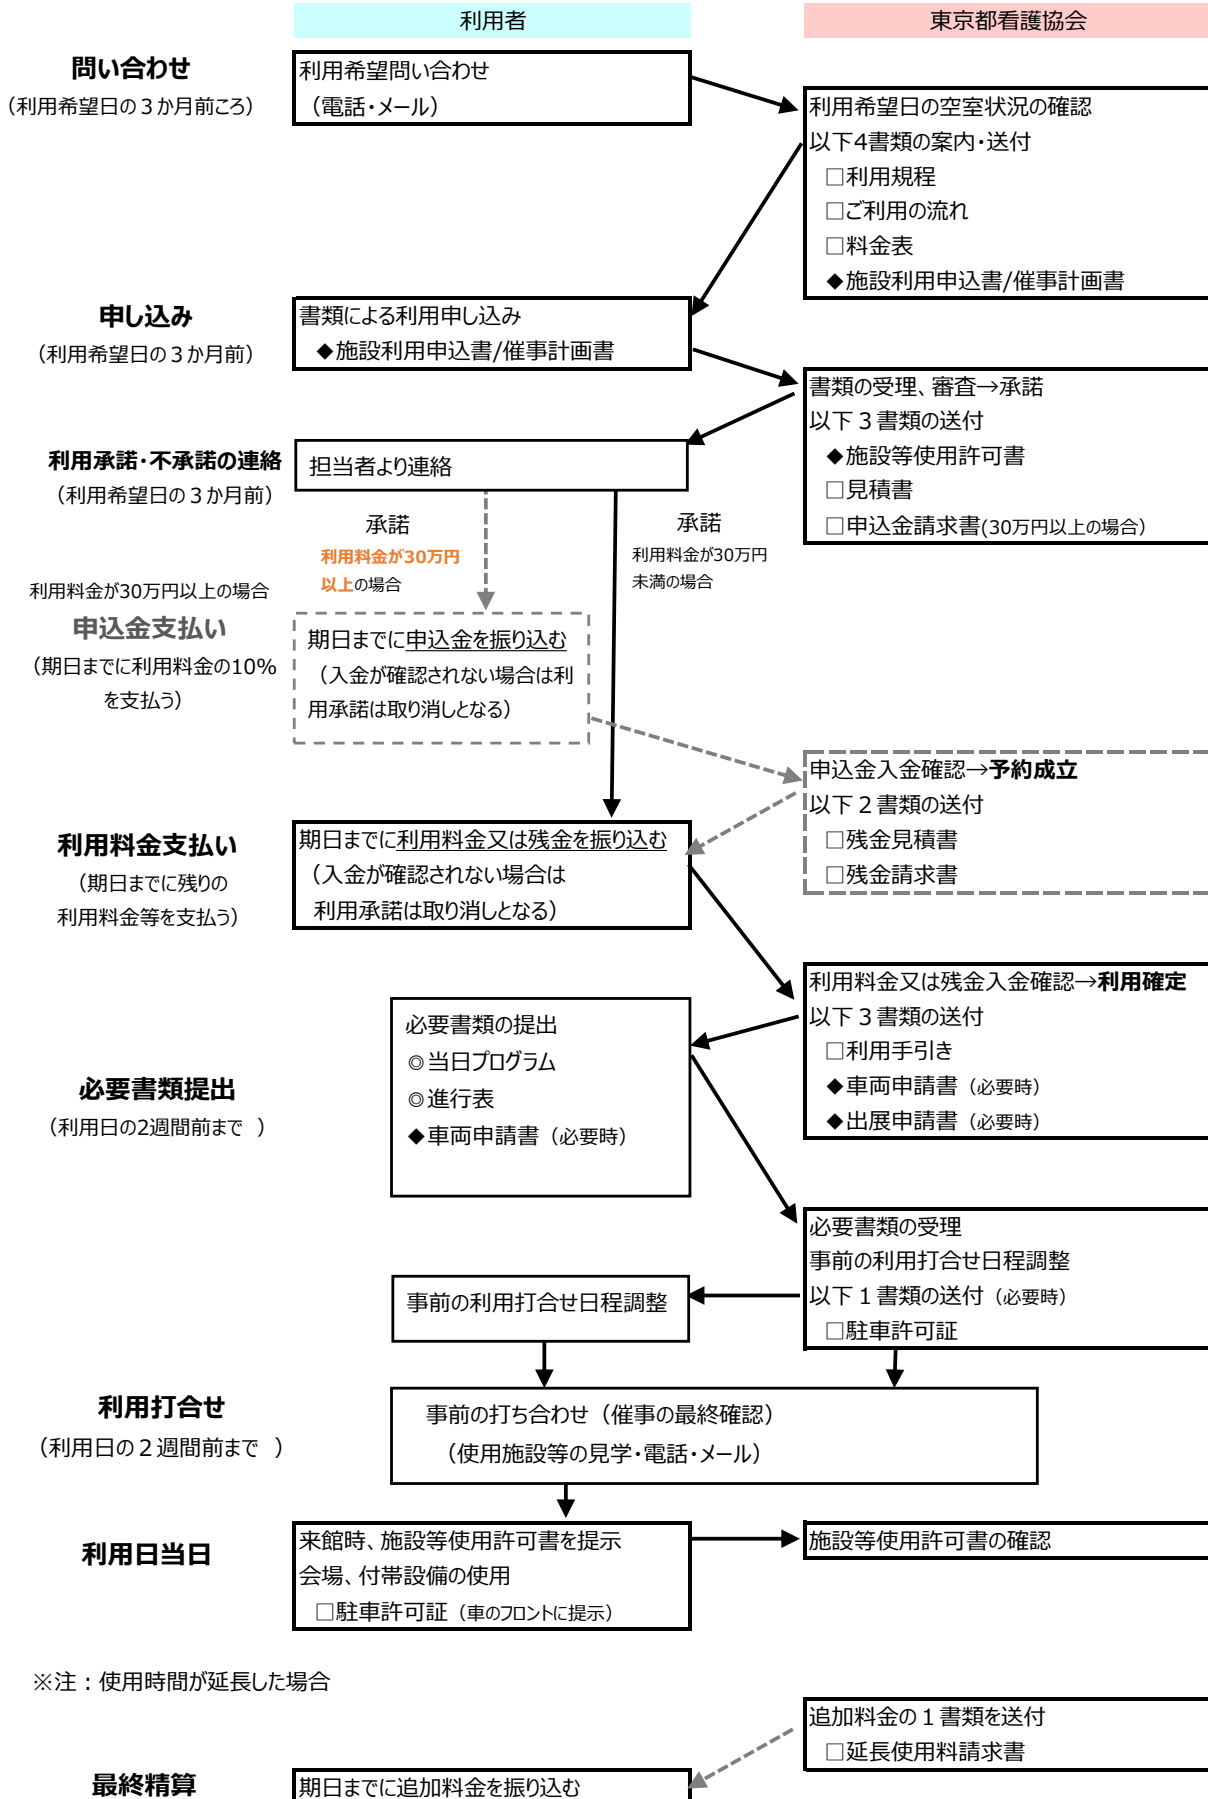 利用者
東京都看護協会
問い合わせ
（利用希望日の３か月前ころ）
利用希望問い合わせ
（電話・メール）
利用希望日の空室状況の確認
以下4書類の案内・送付
□利用規程
□ご利用の流れ
□料金表
◆施設利用申込書/催事計画書
申し込み
（利用希望日の３か月前）
書類による利用申し込み
◆施設利用申込書/催事計画書
書類の受理、審査→承諾
以下３書類の送付
◆施設等使用許可書
□見積書
□申込金請求書(30万円以上の場合）
利用承諾・不承諾の連絡
（利用希望日の３か月前）
担当者より連絡
承諾
利用料金が30万円
以上の場合
承諾
利用料金が30万円
未満の場合
利用料金が30万円以上の場合
申込金支払い
（期日までに利用料金の10%
を支払う）
期日までに申込金を振り込む
（入金が確認されない場合は利
用承諾は取り消しとなる）
申込金入金確認→予約成立
以下２書類の送付
□残金見積書
□残金請求書
利用料金支払い
（期日までに残りの
利用料金等を支払う）
期日までに利用料金又は残金を振り込む
（入金が確認されない場合は
利用承諾は取り消しとなる）
利用料金又は残金入金確認→利用確定
以下３書類の送付
□利用手引き
◆車両申請書（必要時）
◆出展申請書（必要時）
必要書類提出
（利用日の2週間前まで ）
必要書類の提出
◎当日プログラム
◎進行表
◆車両申請書（必要時）
必要書類の受理
事前の利用打合せ日程調整
以下１書類の送付（必要時）
□駐車許可証
事前の利用打合せ日程調整
利用打合せ
（利用日の２週間前まで ）
事前の打ち合わせ（催事の最終確認）
（使用施設等の見学・電話・メール）
利用日当日
来館時、施設等使用許可書を提示
会場、付帯設備の使用
□駐車許可証（車のフロントに提示）
施設等使用許可書の確認
※注：使用時間が延長した場合
追加料金の１書類を送付
□延長使用料請求書
最終精算
期日までに追加料金を振り込む